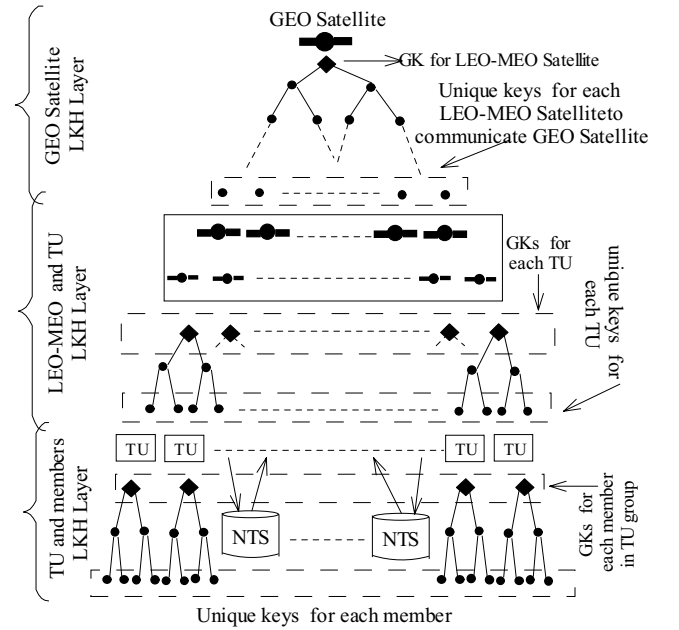 GEO Satellite
GK for LEO-MEO Satellite
Unique keys for each
LEO-MEO Satelliteto
communicate GEO Satellite
GEO Satellite
LKH Layer
GKs for
each TU
unique keys for
each TU
LEO-MEO and TU
LKH Layer
TU TU TU TU
NTS NTS
GKs for
each member
in TU group
TU and members
LKH Layer
Unique keys for each member